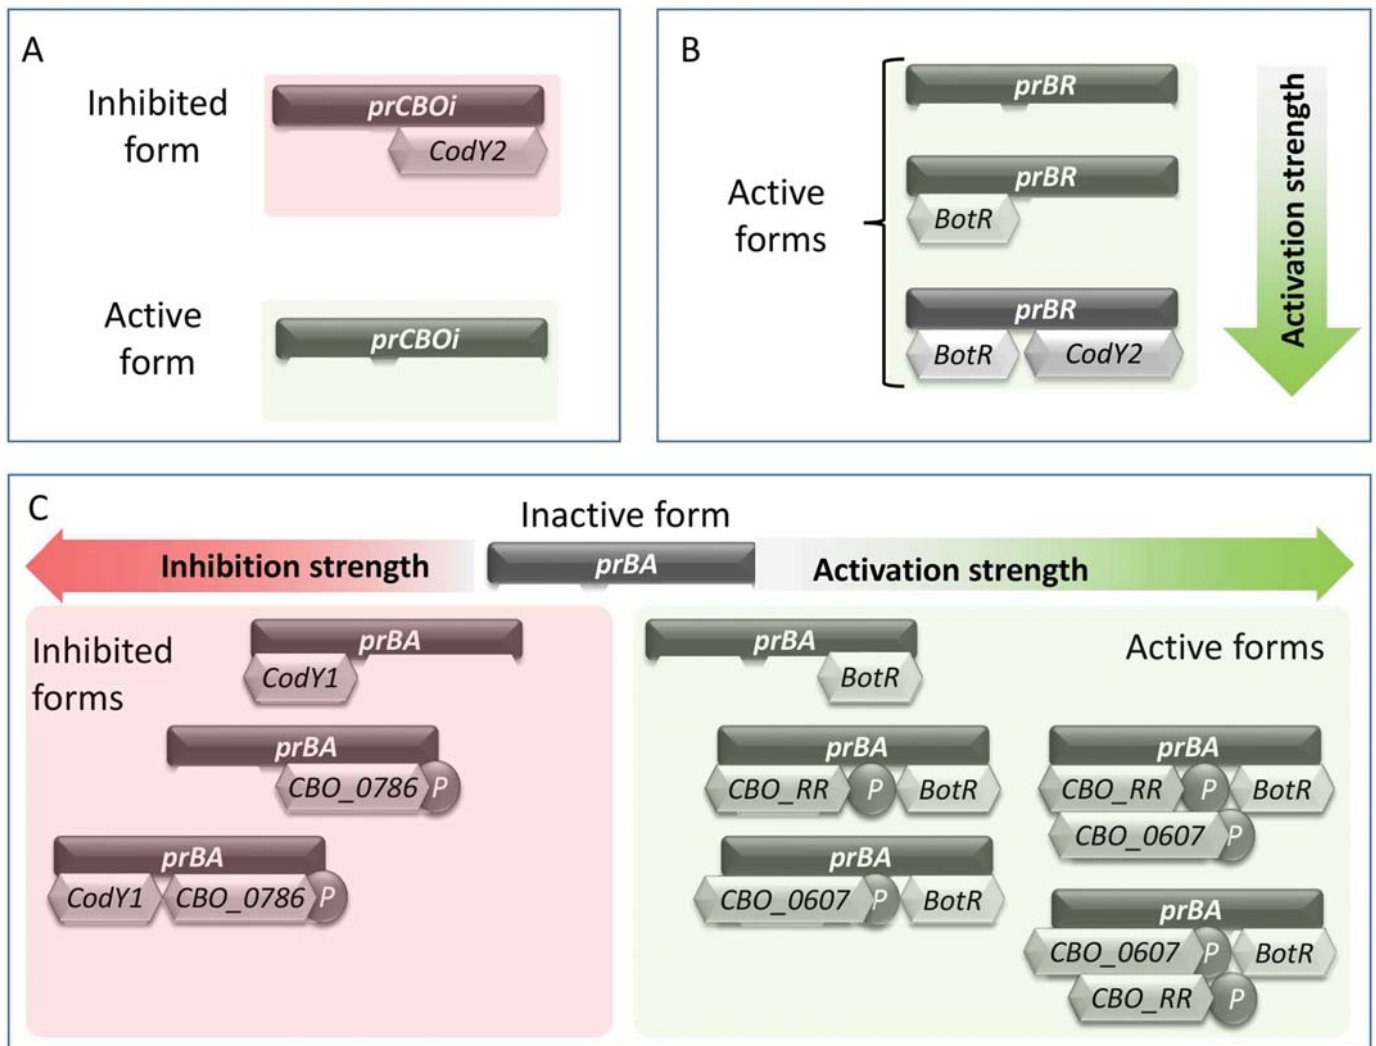 A
Inhibited
form
prCBOi
CodY2
Active
form
prCBOi
B
Active
forms
prBR
prBR
BotR
prBR
BotR CodY2
Activation strength
C
Inactive form
Inhibition strength
prBA
Activation strength
Inhibited
forms
prBA
CodY1
prBA
CBO_0786 P
prBA
CodY1 CBO_0786 P
Active forms
prBA
BotR
prBA
CBO_RR P BotR
prBA
CBO_0607 P BotR
prBA
CBO_RR P BotR
CBO_0607 P
prBA
CBO_0607 P BotR
CBO_RR P